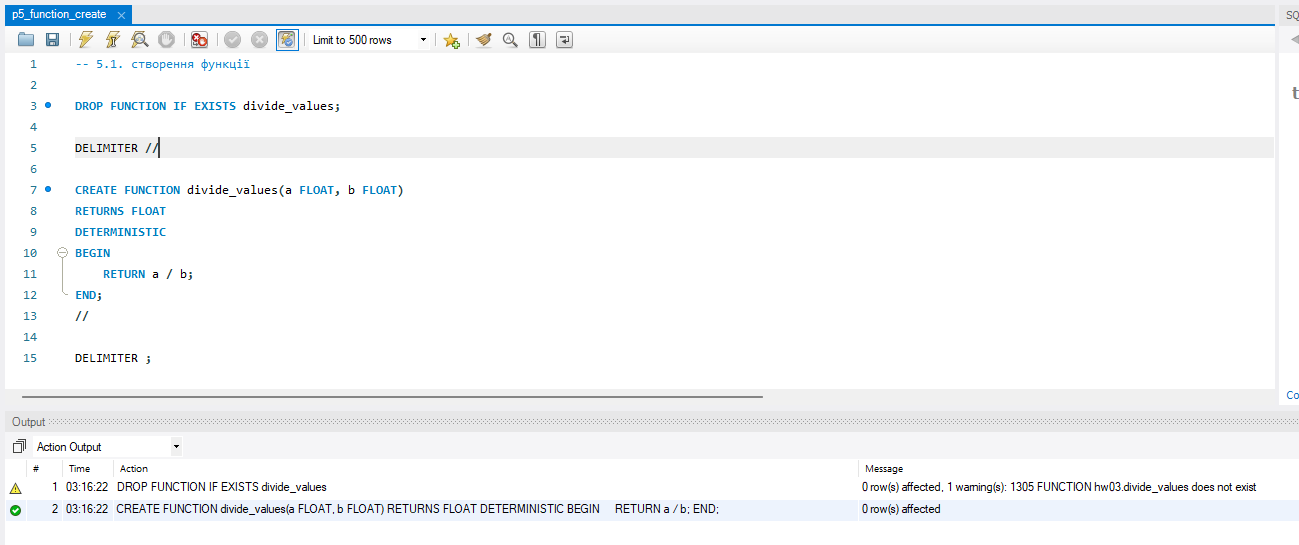 p5_function_create
SQ
Limit to 500 rows
1 -- 5.1. створення функції
2
3 DROP FUNCTION IF EXISTS divide_values;
4
5 DELIMITER //
6
7 CREATE FUNCTION divide_values(a FLOAT, b FLOAT)
8 RETURNS FLOAT
9 DETERMINISTIC
10 BEGIN
11 RETURN a / b;
12 END;
13 //
14
15 DELIMITER ;
t
Co
Output
Action Output
# Time Action Message
1 03:16:22 DROP FUNCTION IF EXISTS divide_values 0 row(s) affected, 1 warning(s): 1305 FUNCTION hw03.divide_values does not exist
2 03:16:22 CREATE FUNCTION divide_values(a FLOAT, b FLOAT) RETURNS FLOAT DETERMINISTIC BEGIN RETURN a / b; END; 0 row(s) affected